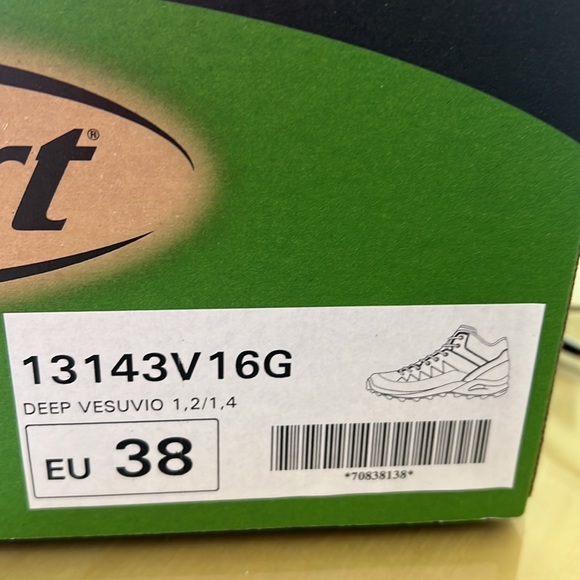 rt®
13143V16G
DEEP VESUVIO 1,2/1,4
EU 38
*70838138*